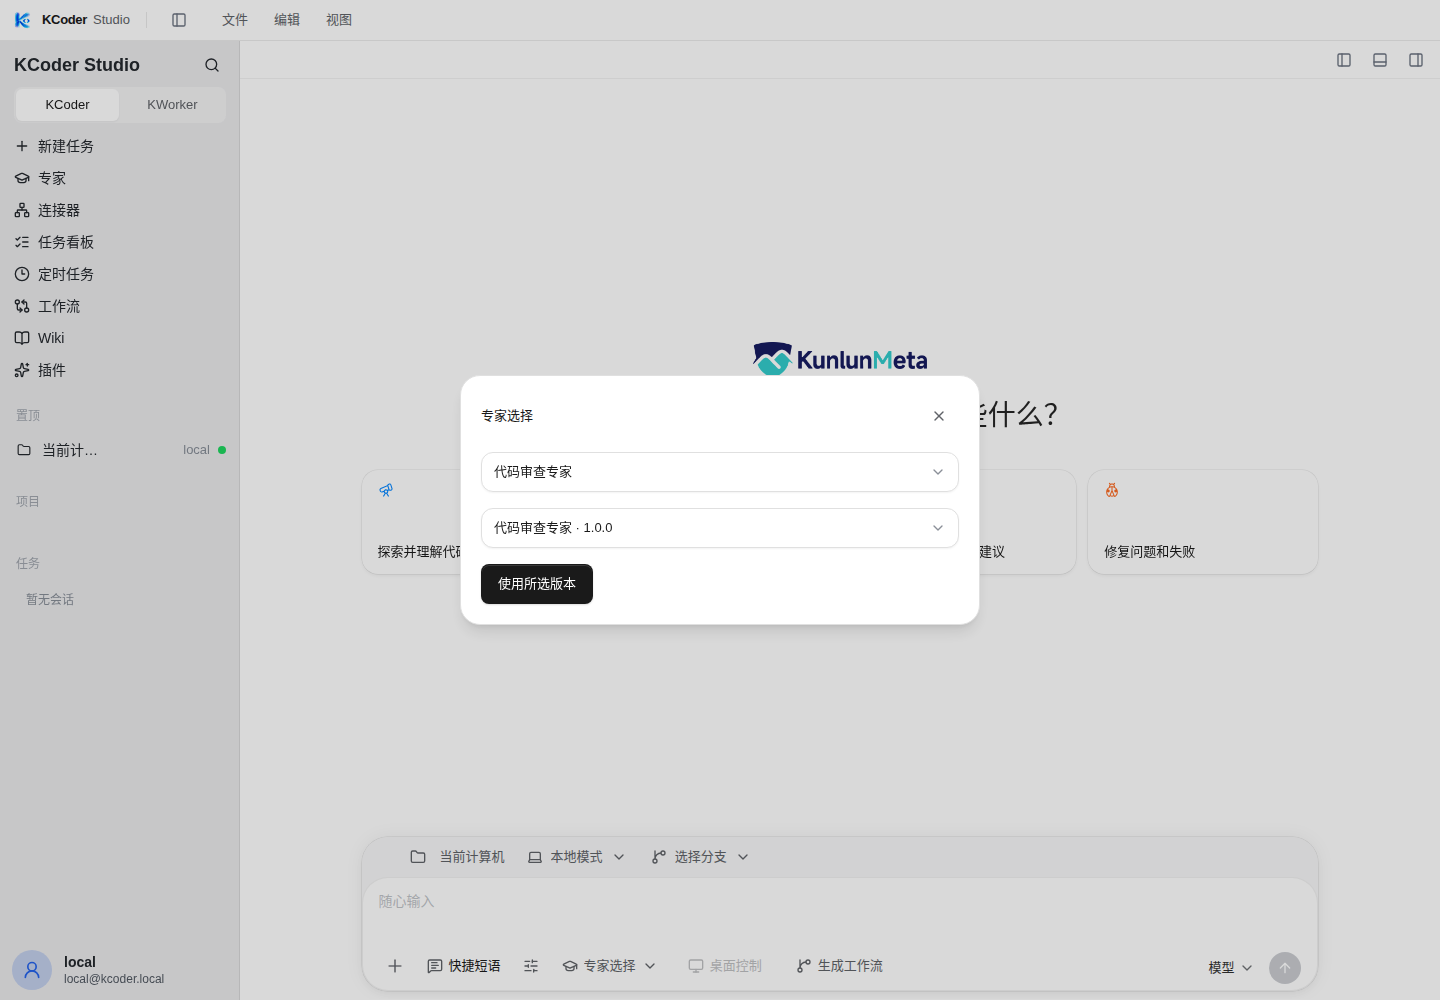 KCoder Studio 文件 编辑 视图
KCoder Studio
KCoder KWorker
新建任务
专家
连接器
任务看板
定时任务
工作流
Wiki
插件
置顶
当前计… local
项目
任务
暂无会话
local
local@kcoder.local
KunlunMeta
什么？
专家选择
代码审查专家
代码审查专家 · 1.0.0
使用所选版本
探索并理解代
建议
修复问题和失败
当前计算机 本地模式 选择分支
随心输入
快捷短语 专家选择 桌面控制 生成工作流 模型